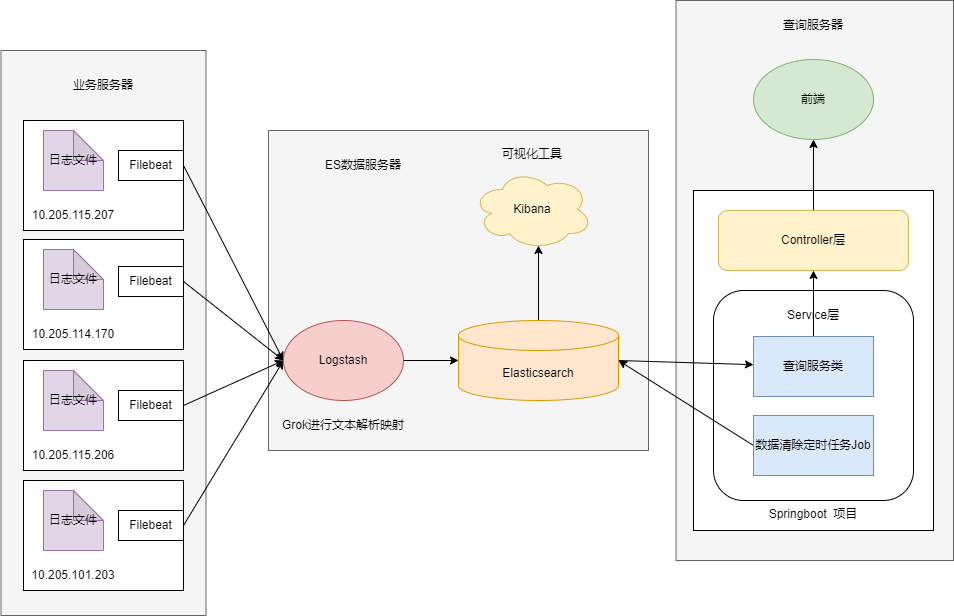 业务服务器
日志文件
Filebeat
10.205.115.207
日志文件
Filebeat
10.205.114.170
日志文件
Filebeat
10.205.115.206
日志文件
Filebeat
10.205.101.203
ES数据服务器
可视化工具
Kibana
Logstash
Elasticsearch
Grok进行文本解析映射
查询服务器
前端
Controller层
Service层
查询服务类
数据清除定时任务Job
Springboot 项目